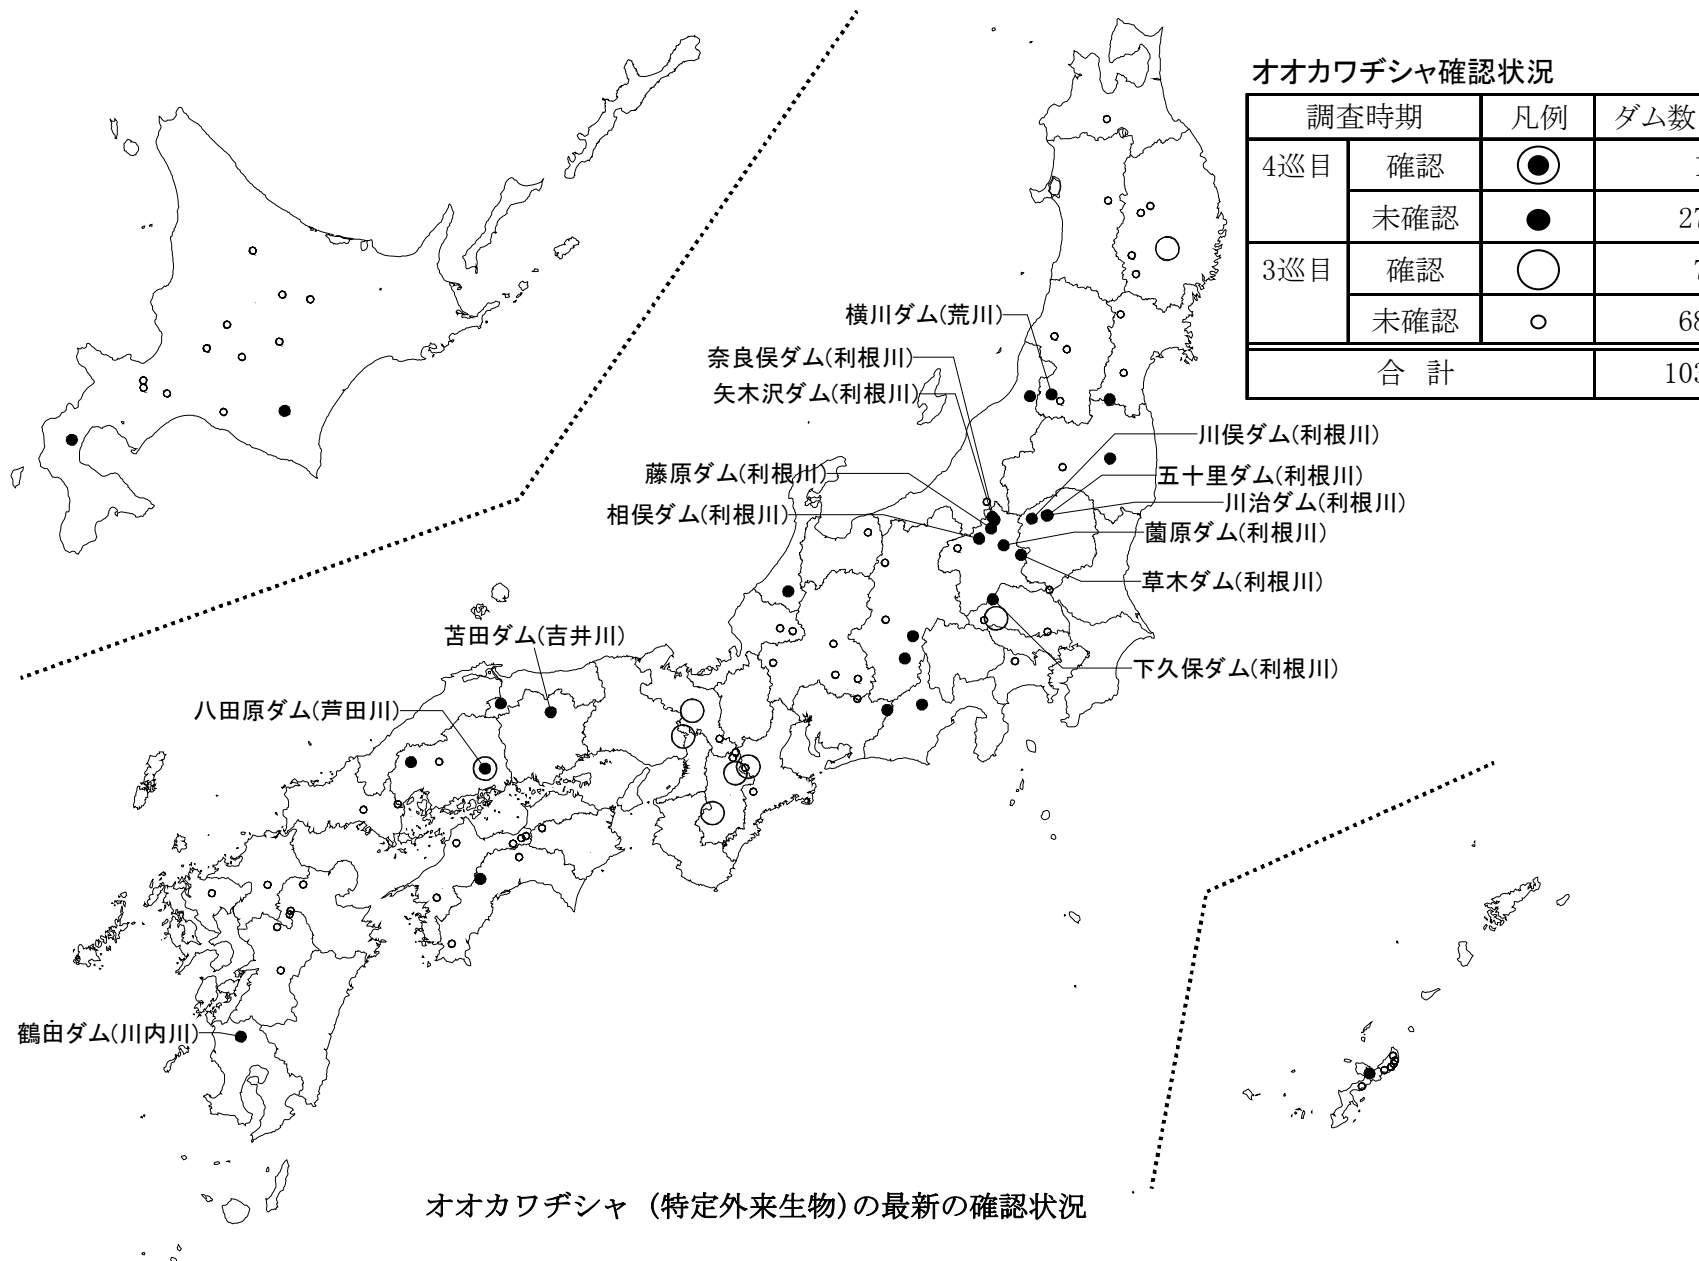 オオカワヂシャ確認状況
調査時期 凡例 ダム数
4巡目 確認 1
未確認 27
3巡目 確認 7
未確認 68
合 計 103
横川ダム(荒川)
奈良俣ダム(利根川)
矢木沢ダム(利根川)
川俣ダム(利根川)
藤原ダム(利根川)
五十里ダム(利根川)
川治ダム(利根川)
相俣ダム(利根川)
薗原ダム(利根川)
草木ダム(利根川)
苫田ダム(吉井川)
下久保ダム(利根川)
八田原ダム(芦田川)
鶴田ダム(川内川)
オオカワヂシャ (特定外来生物)の最新の確認状況